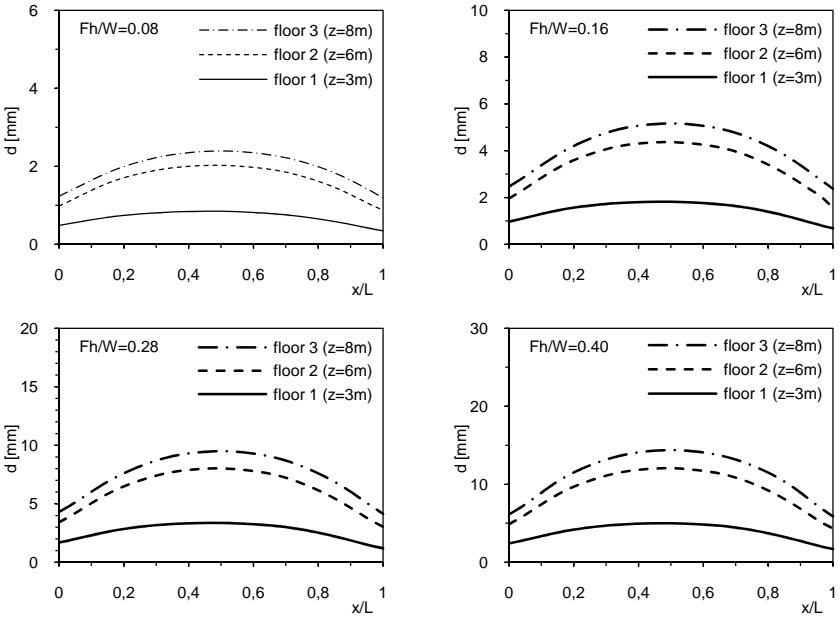 Fh/W=0.08
floor 3 (z=8m)
floor 2 (z=6m)
floor 1 (z=3m)
d [mm]
6
4
2
0
0 0,2 0,4 0,6 0,8 1
x/L
Fh/W=0.16
floor 3 (z=8m)
floor 2 (z=6m)
floor 1 (z=3m)
d [mm]
10
8
6
4
2
0
0 0,2 0,4 0,6 0,8 1
x/L
Fh/W=0.28
floor 3 (z=8m)
floor 2 (z=6m)
floor 1 (z=3m)
d [mm]
20
15
10
5
0
0 0,2 0,4 0,6 0,8 1
x/L
Fh/W=0.40
floor 3 (z=8m)
floor 2 (z=6m)
floor 1 (z=3m)
d [mm]
30
20
10
0
0 0,2 0,4 0,6 0,8 1
x/L